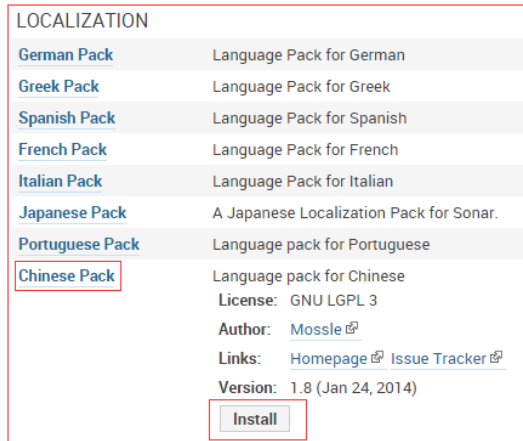 LOCALIZATION
German Pack Language Pack for German
Greek Pack Language Pack for Greek
Spanish Pack Language Pack for Spanish
French Pack Language Pack for French
Italian Pack Language Pack for Italian
Japanese Pack A Japanese Localization Pack for Sonar.
Portuguese Pack Language pack for Portuguese
Chinese Pack Language pack for Chinese
License: GNU LGPL 3
Author: Mossle
Links: Homepage Issue Tracker
Version: 1.8 (Jan 24, 2014)
Install